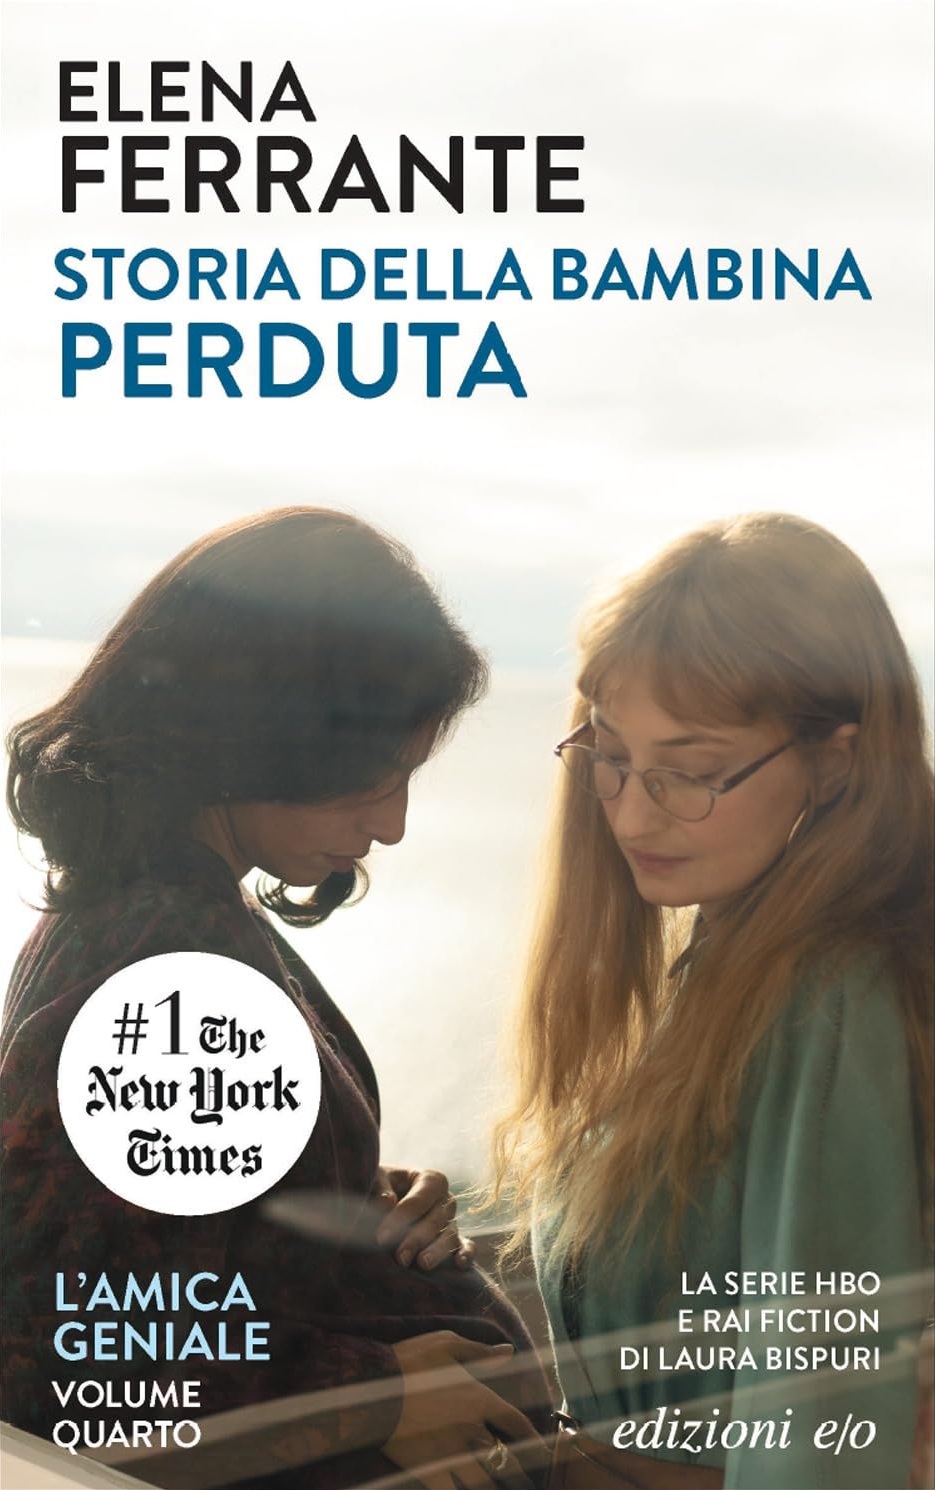 ELENA
FERRANTE
STORIA DELLA BAMBINA
PERDUTA
#1 The
New York
Times
L'AMICA
GENIALE
VOLUME
QUARTO
LA SERIE HBO
E RAI FICTION
DI LAURA BISPURI
edizioni e/o